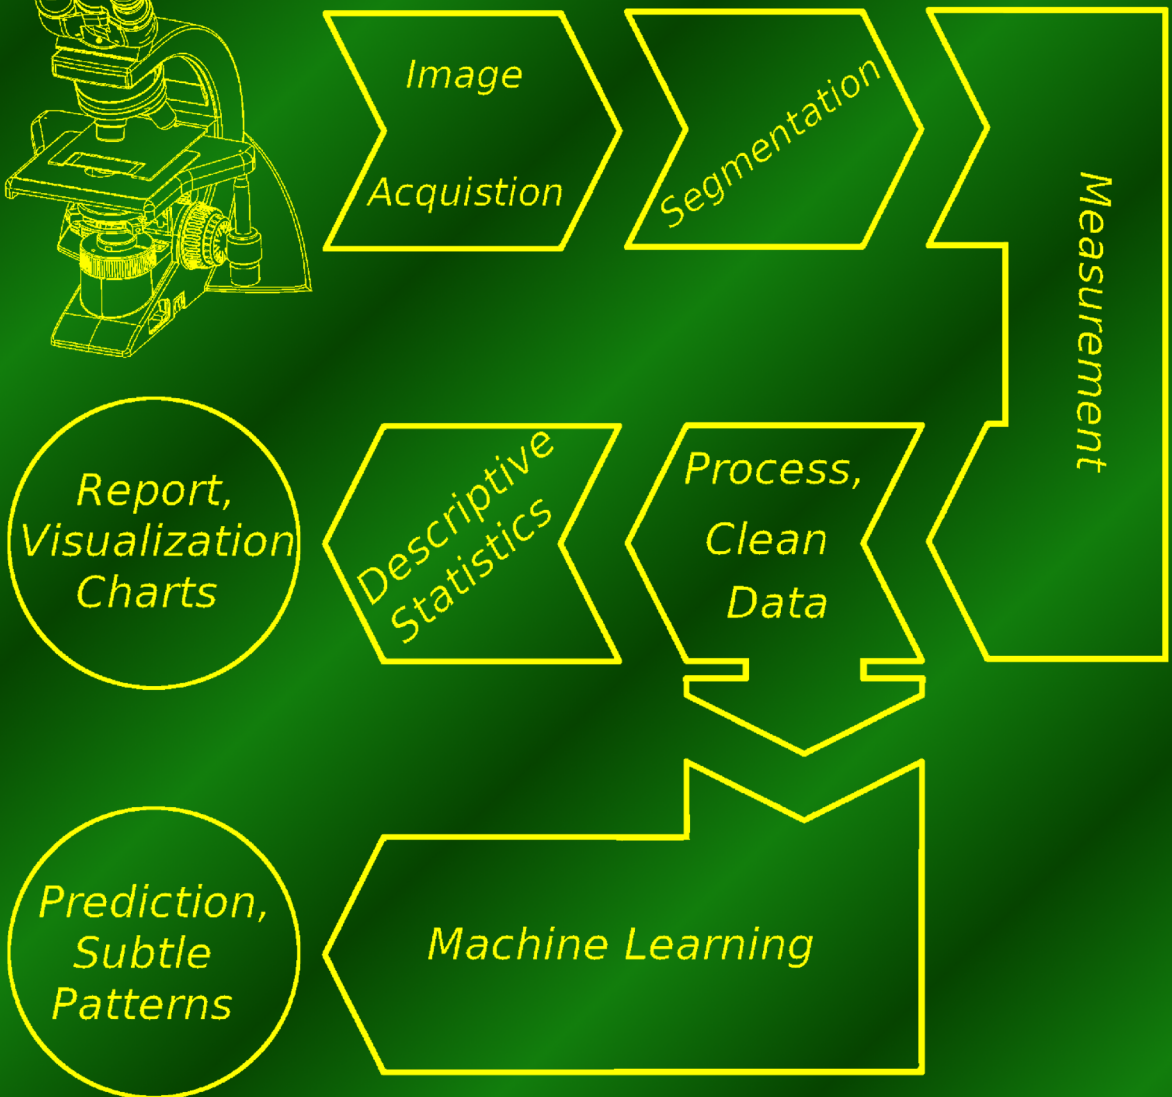 Image
Acquistion
Segmentation
Measurement
Process,
Clean
Data
Descriptive
Statistics
Report,
Visualization
Charts
Machine Learning
Prediction,
Subtle
Patterns